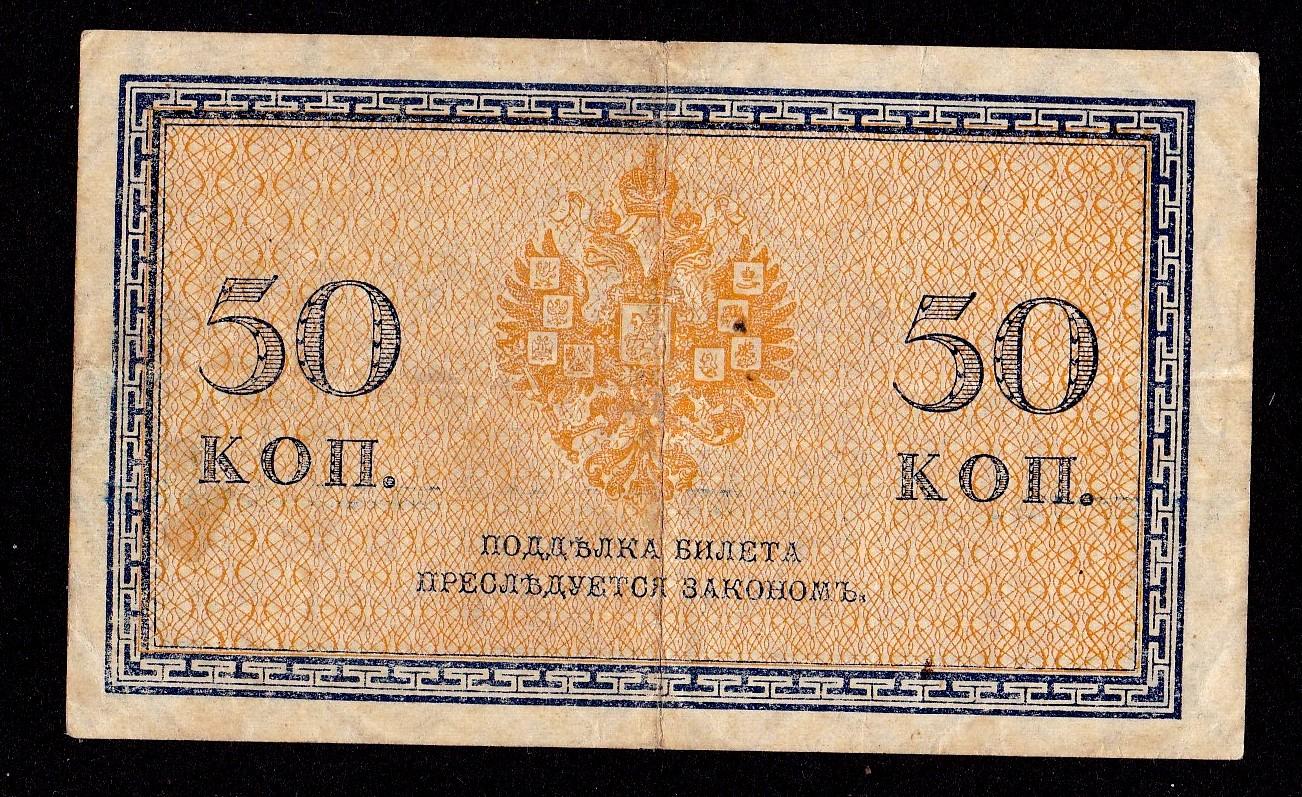 50 50
КОП. КОП.
ПОДДѢЛКА БИЛЕТА
ПРЕСЛѢДУЕТСЯ ЗАКОНОМЪ.